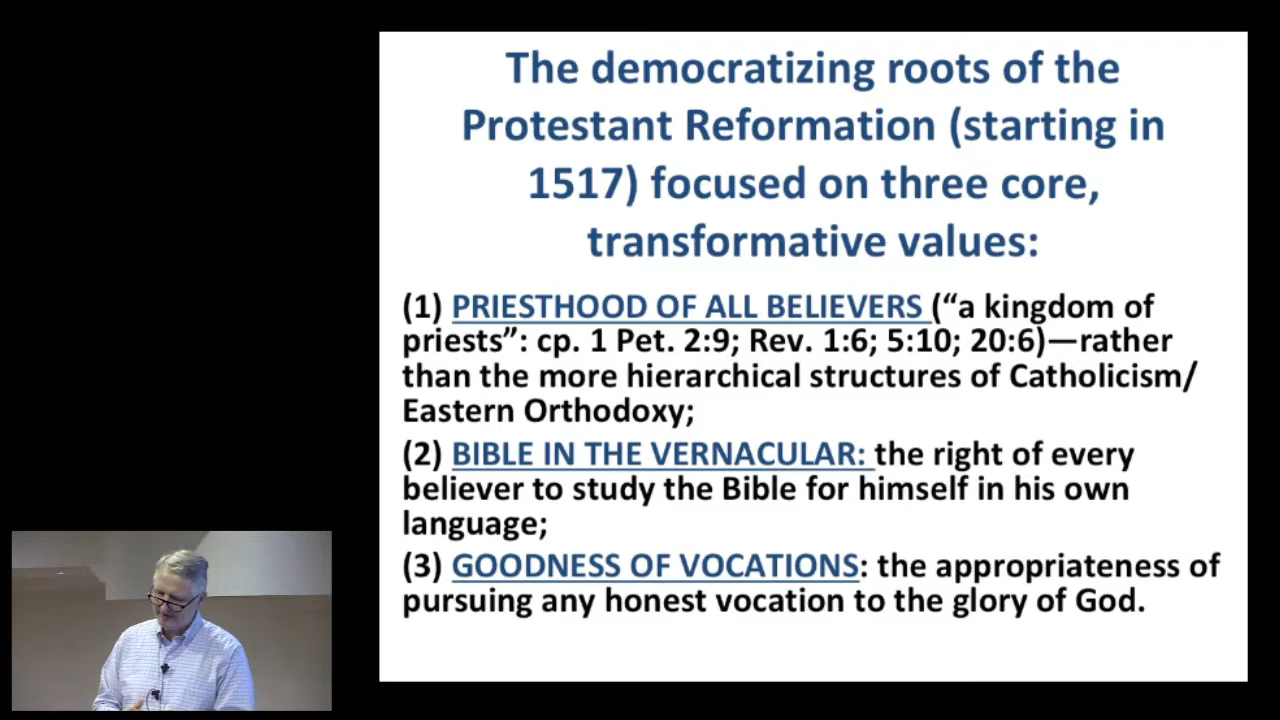 The democratizing roots of the
Protestant Reformation (starting in
1517) focused on three core,
transformative values:
(1) PRIESTHOOD OF ALL BELIEVERS (“a kingdom of
priests”: cp. 1 Pet. 2:9; Rev. 1:6; 5:10; 20:6)—rather
than the more hierarchical structures of Catholicism/
Eastern Orthodoxy;
(2) BIBLE IN THE VERNACULAR: the right of every
believer to study the Bible for himself in his own
language;
(3) GOODNESS OF VOCATIONS: the appropriateness of
pursuing any honest vocation to the glory of God.